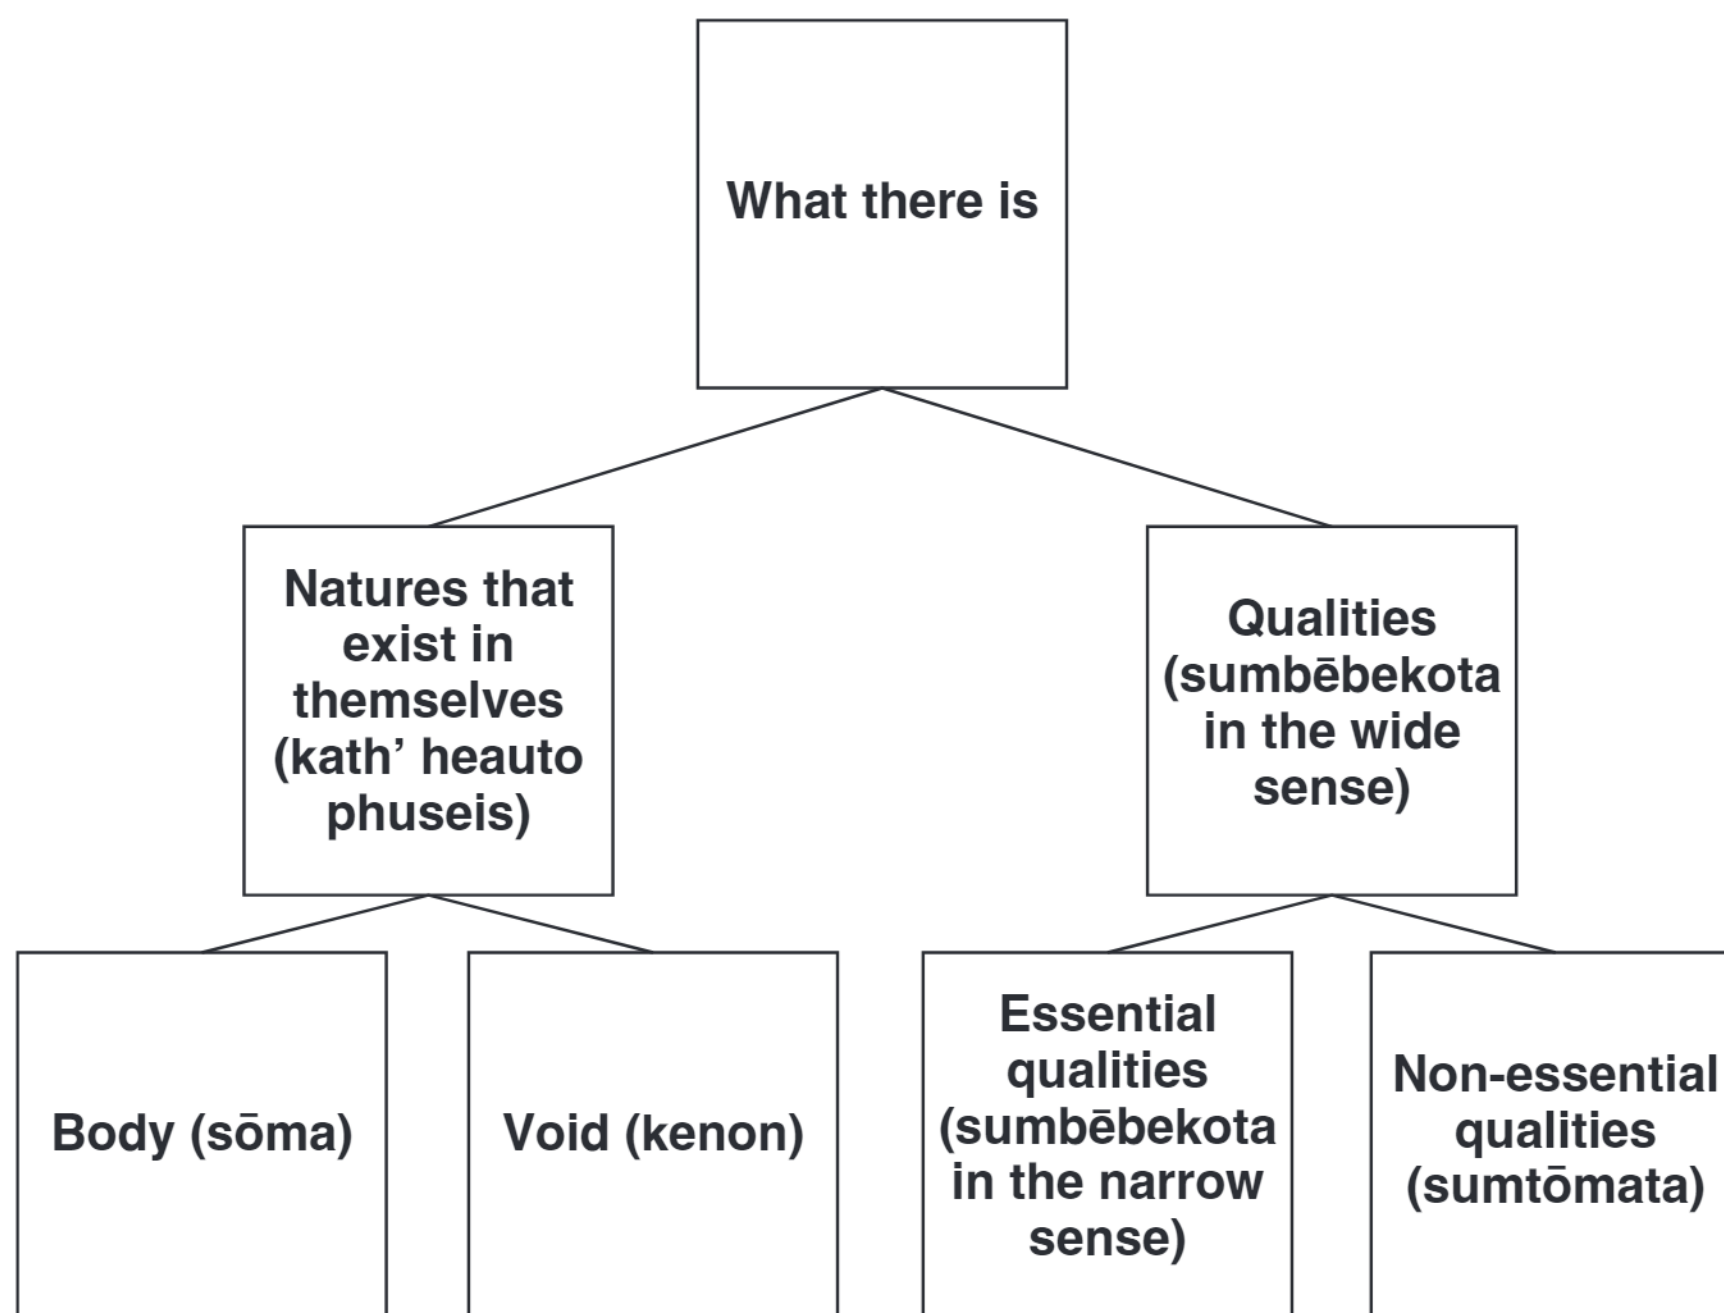 What there is
Natures that
exist in
themselves
(kath’ heauto
phuseis)
Qualities
(sumbēbekota
in the wide
sense)
Body (sōma)
Void (kenon)
Essential
qualities
(sumbēbekota
in the narrow
sense)
Non-essential
qualities
(sumtōmata)